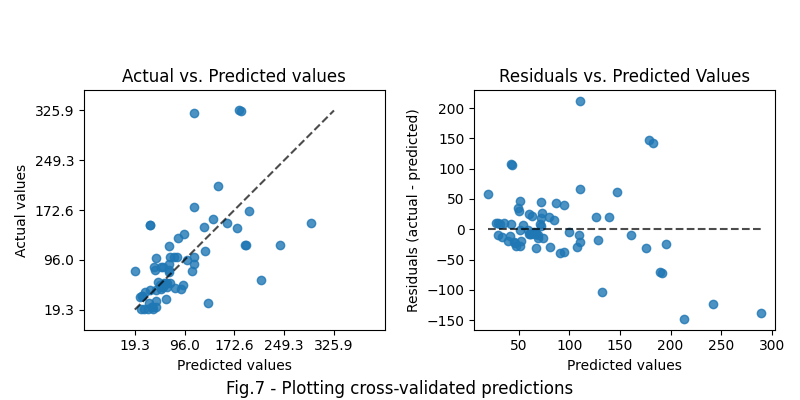 Actual vs. Predicted values
Actual values
325.9
249.3
172.6
96.0
19.3
19.3 96.0 172.6 249.3 325.9
Predicted values
Residuals vs. Predicted Values
Residuals (actual - predicted)
200
150
100
50
0
−50
−100
−150
50 100 150 200 250 300
Predicted values
Fig.7 - Plotting cross-validated predictions